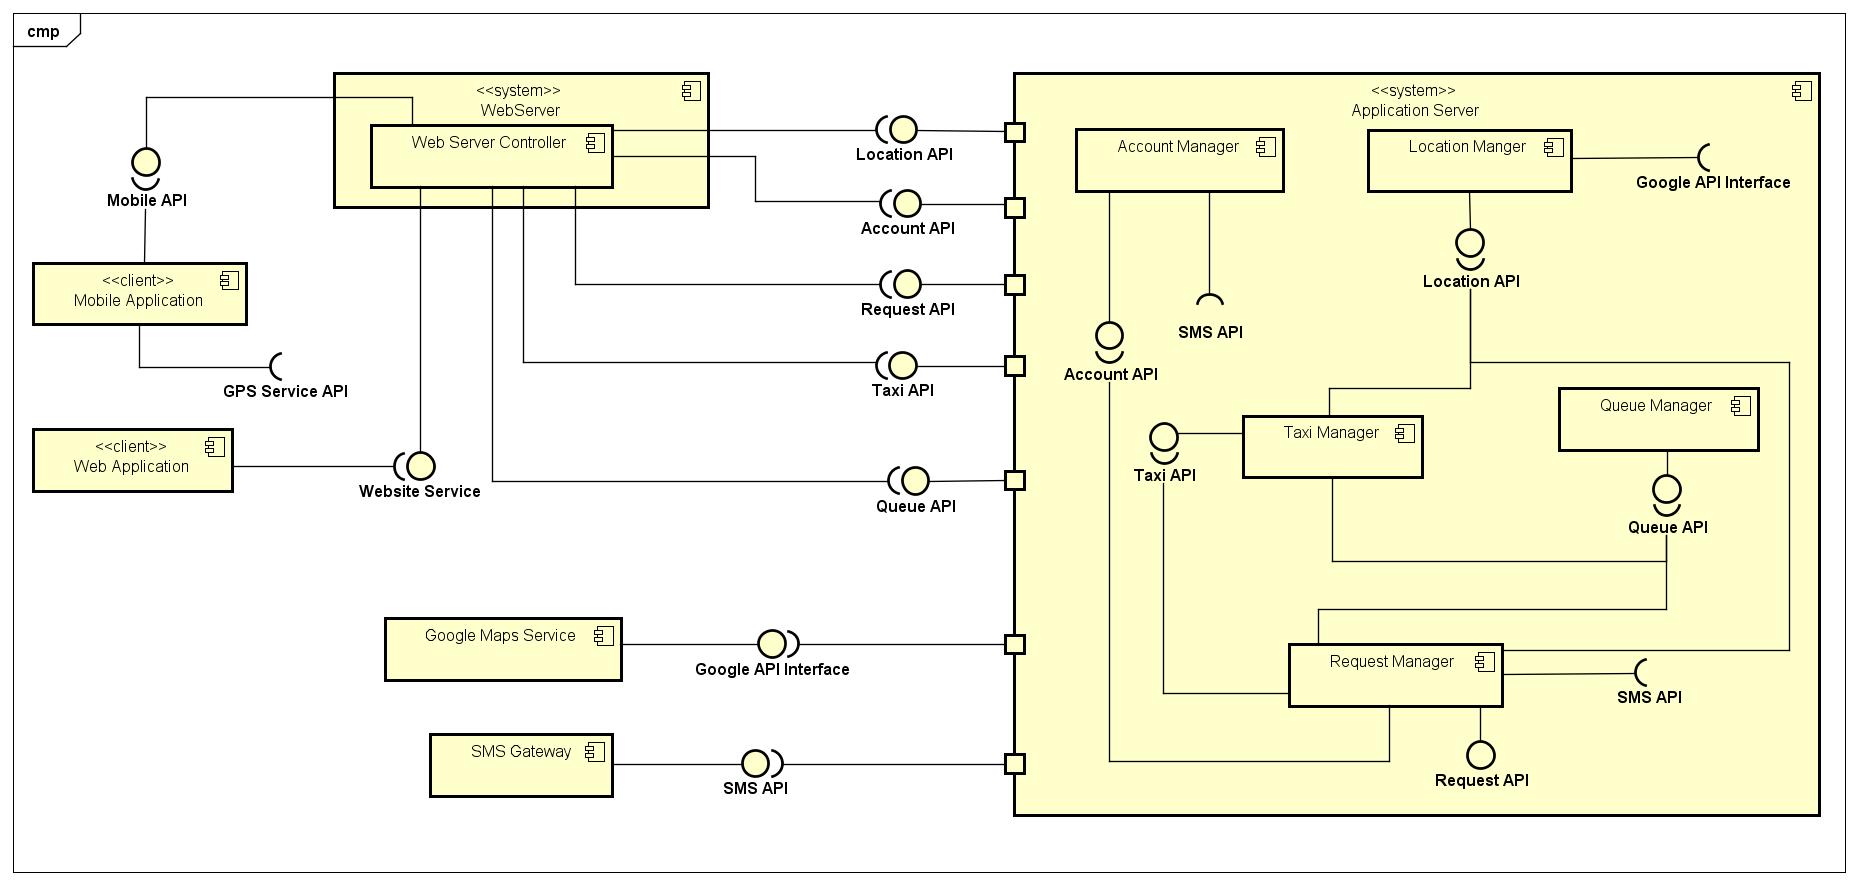 cmp
<<system>>
WebServer
Web Server Controller
Mobile API
<<client>>
Mobile Application
GPS Service API
<<client>>
Web Application
Website Service
Location API
Account API
Request API
Taxi API
Queue API
Google Maps Service
Google API Interface
SMS Gateway
SMS API
<<system>>
Application Server
Account Manager
Location Manger
Google API Interface
Location API
SMS API
Account API
Queue Manager
Taxi Manager
Taxi API
Queue API
Request Manager
SMS API
Request API